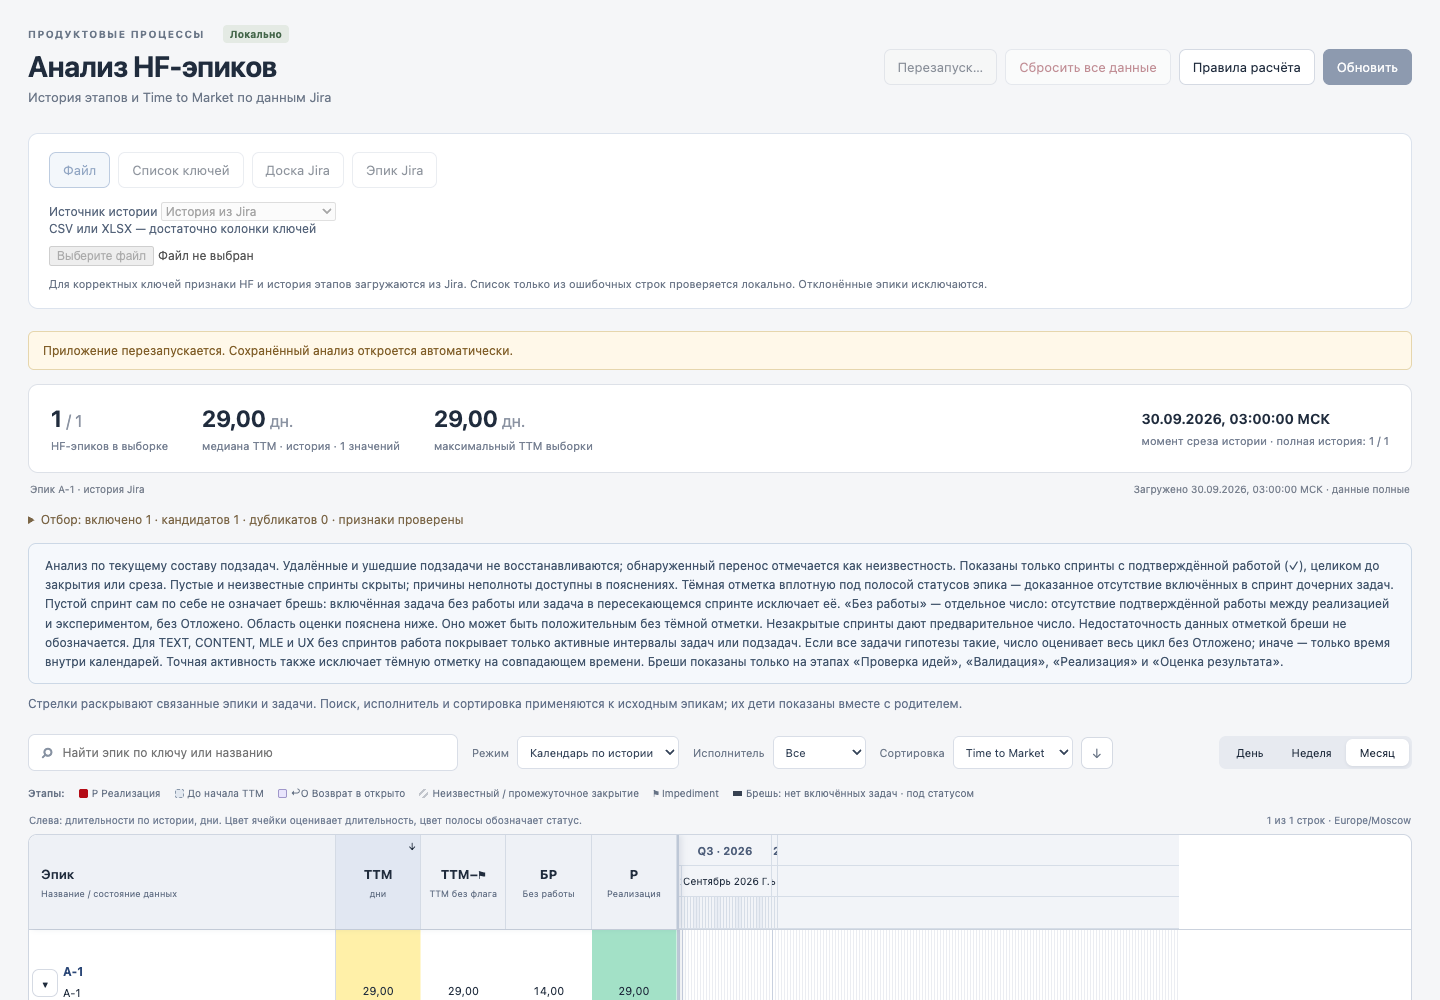 ПРОДУКТОВЫЕ ПРОЦЕССЫ Локально
Анализ HF-эпиков
История этапов и Time to Market по данным Jira
Перезапуск… Сбросить все данные Правила расчёта Обновить
Файл Список ключей Доска Jira Эпик Jira
Источник истории История из Jira
CSV или XLSX — достаточно колонки ключей
Выберите файл Файл не выбран
Для корректных ключей признаки HF и история этапов загружаются из Jira. Список только из ошибочных строк проверяется локально. Отклонённые эпики исключаются.
Приложение перезапускается. Сохранённый анализ откроется автоматически.
1 / 1 29,00 дн. 29,00 дн. 30.09.2026, 03:00:00 МСК
HF-эпиков в выборке медиана ТТМ · история · 1 значений максимальный ТТМ выборки момент среза истории · полная история: 1 / 1
Эпик A-1 · история Jira Загружено 30.09.2026, 03:00:00 МСК · данные полные
▶ Отбор: включено 1 · кандидатов 1 · дубликатов 0 · признаки проверены
Анализ по текущему составу подзадач. Удалённые и ушедшие подзадачи не восстанавливаются; обнаруженный перенос отмечается как неизвестность. Показаны только спринты с подтверждённой работой (✓), целиком до
закрытия или среза. Пустые и неизвестные спринты скрыты; причины неполноты доступны в пояснениях. Тёмная отметка вплотную под полосой статусов эпика — доказанное отсутствие включённых в спринт дочерних задач.
Пустой спринт сам по себе не означает брешь: включённая задача без работы или задача в пересекающемся спринте исключает её. «Без работы» — отдельное число: отсутствие подтверждённой работы между реализацией
и экспериментом, без Отложено. Область оценки пояснена ниже. Оно может быть положительным без тёмной отметки. Незакрытые спринты дают предварительное число. Недостаточность данных отметкой бреши не
обозначается. Для TEXT, CONTENT, MLE и UX без спринтов работа покрывает только активные интервалы задач или подзадач. Если все задачи гипотезы такие, число оценивает весь цикл без Отложено; иначе — только время
внутри календарей. Точная активность также исключает тёмную отметку на совпадающем времени. Бреши показаны только на этапах «Проверка идей», «Валидация», «Реализация» и «Оценка результата».
Стрелки раскрывают связанные эпики и задачи. Поиск, исполнитель и сортировка применяются к исходным эпикам; их дети показаны вместе с родителем.
Найти эпик по ключу или названию Режим Календарь по истории Исполнитель Все Сортировка Time to Market ↓ День Неделя Месяц
Этапы: Р Реализация До начала ТТМ ↩О Возврат в открыто Неизвестный / промежуточное закрытие ⚑ Impediment Брешь: нет включённых задач · под статусом
Слева: длительности по истории, дни. Цвет ячейки оценивает длительность, цвет полосы обозначает статус. 1 из 1 строк · Europe/Moscow
↓ Q3 · 2026
Эпик ТТМ ТТМ−⚑ БР Р Сентябрь 2026 Г.
Название / состояние данных дни ТТМ без флага Без работы Реализация
A-1
▼ A-1 29,00 29,00 14,00 29,00